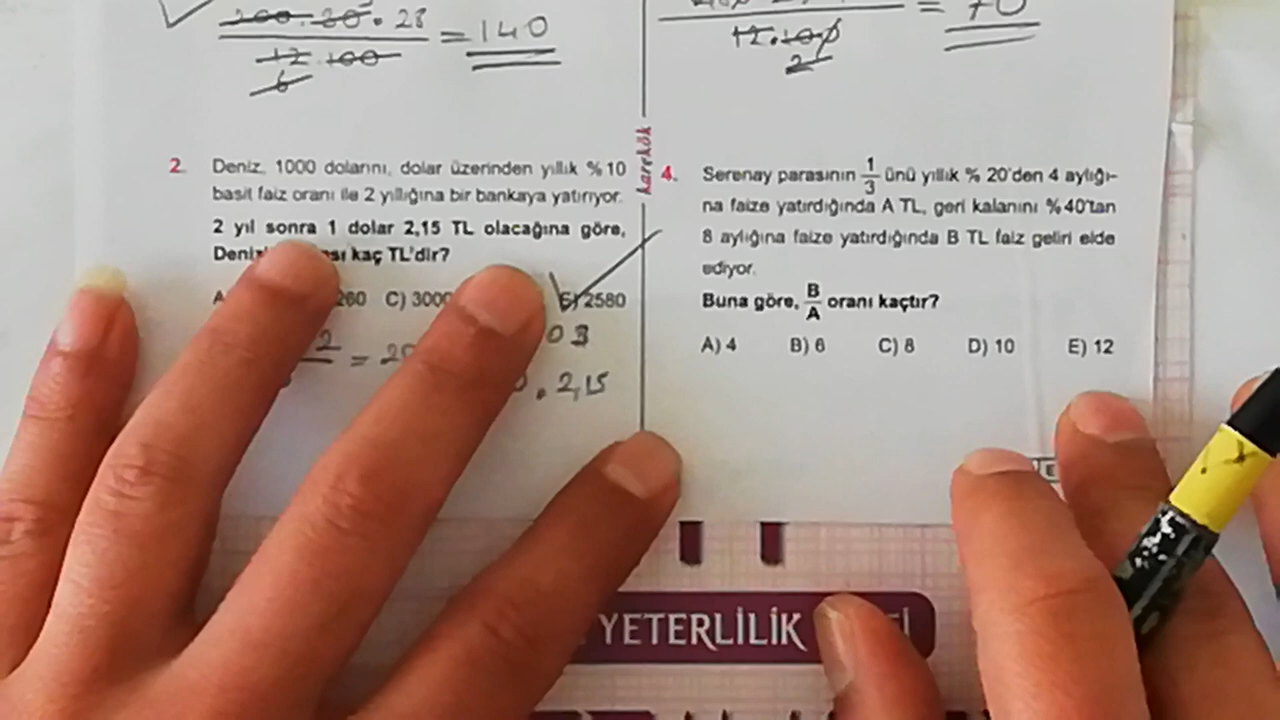 200.30.28
12.100
6
= 140
12.100
2
= 70
2. Deniz, 1000 dolarını, dolar üzerinden yıllık %10
basit faiz oranı ile 2 yıllığına bir bankaya yatırıyor.
2 yıl sonra 1 dolar 2,15 TL olacağına göre,
kaç TL'dir?
260 C) 3000 E) 2580
2 = 20
03
. 2,15
karekök
4. Serenay parasının 1/3 ünü yıllık % 20'den 4 aylığı-
na faize yatırdığında A TL, geri kalanını %40'tan
8 aylığına faize yatırdığında B TL faiz geliri elde
ediyor.
Buna göre, B/A oranı kaçtır?
A) 4 B) 6 C) 8 D) 10 E) 12
YETERLİLİK